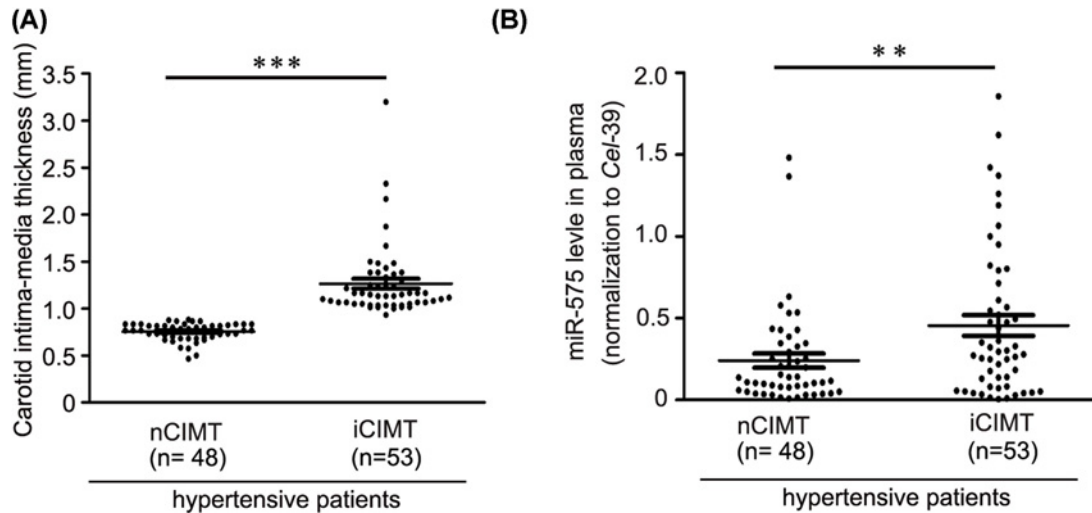 (A)
***
Carotid intima-media thickness (mm)
3.5
3.0
2.5
2.0
1.5
1.0
0.5
0
nCIMT
(n= 48)
iCIMT
(n=53)
hypertensive patients
(B)
**
miR-575 levle in plasma
(normalization to Cel-39)
2.0
1.5
1.0
0.5
0
nCIMT
(n= 48)
iCIMT
(n=53)
hypertensive patients